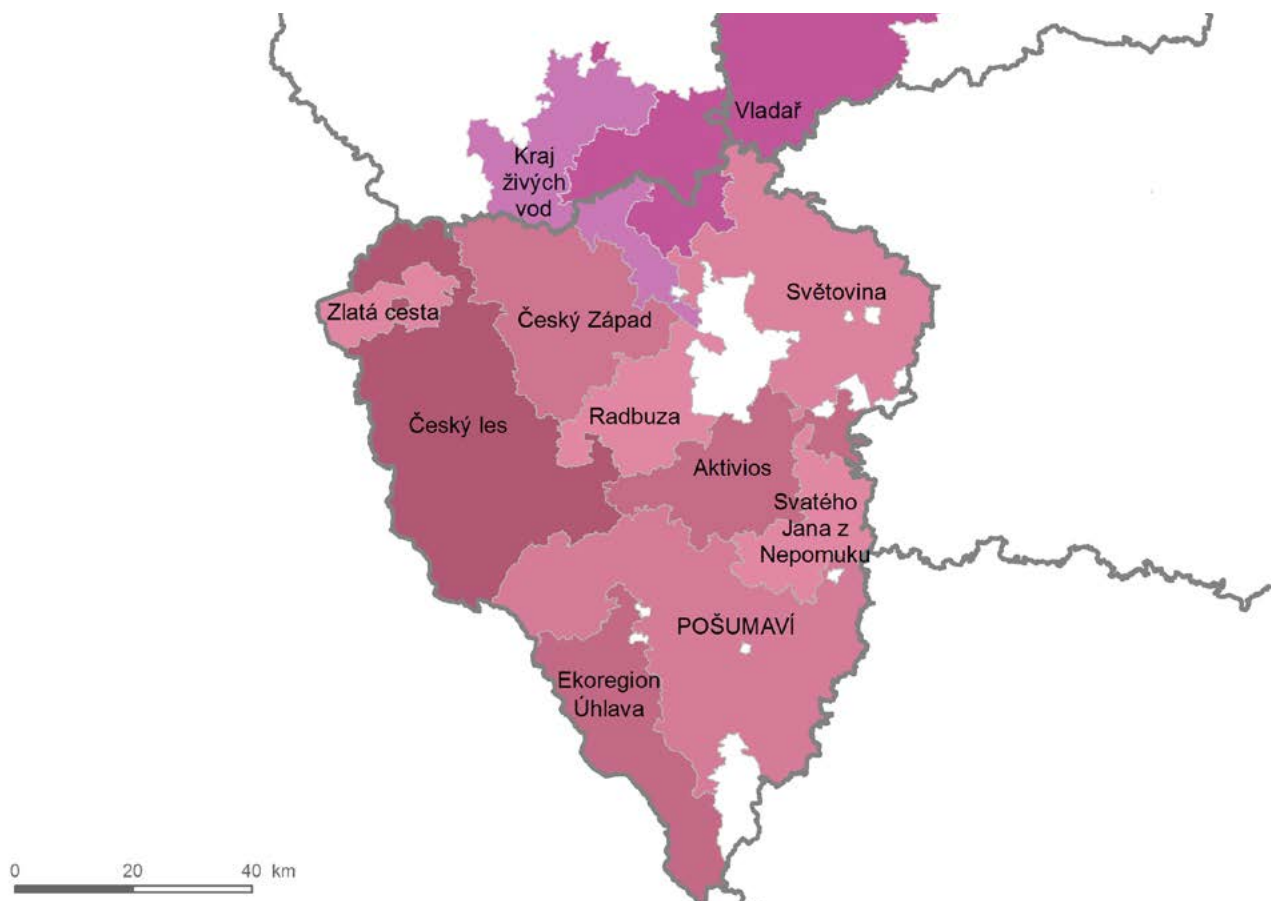 Vladař
Kraj
živých
vod
Světovina
Zlatá cesta
Český Západ
Radbuza
Český les
Aktivios
Svatého
Jana z
Nepomuku
POŠUMAVÍ
Ekoregion
Úhlava
0 20 40 km